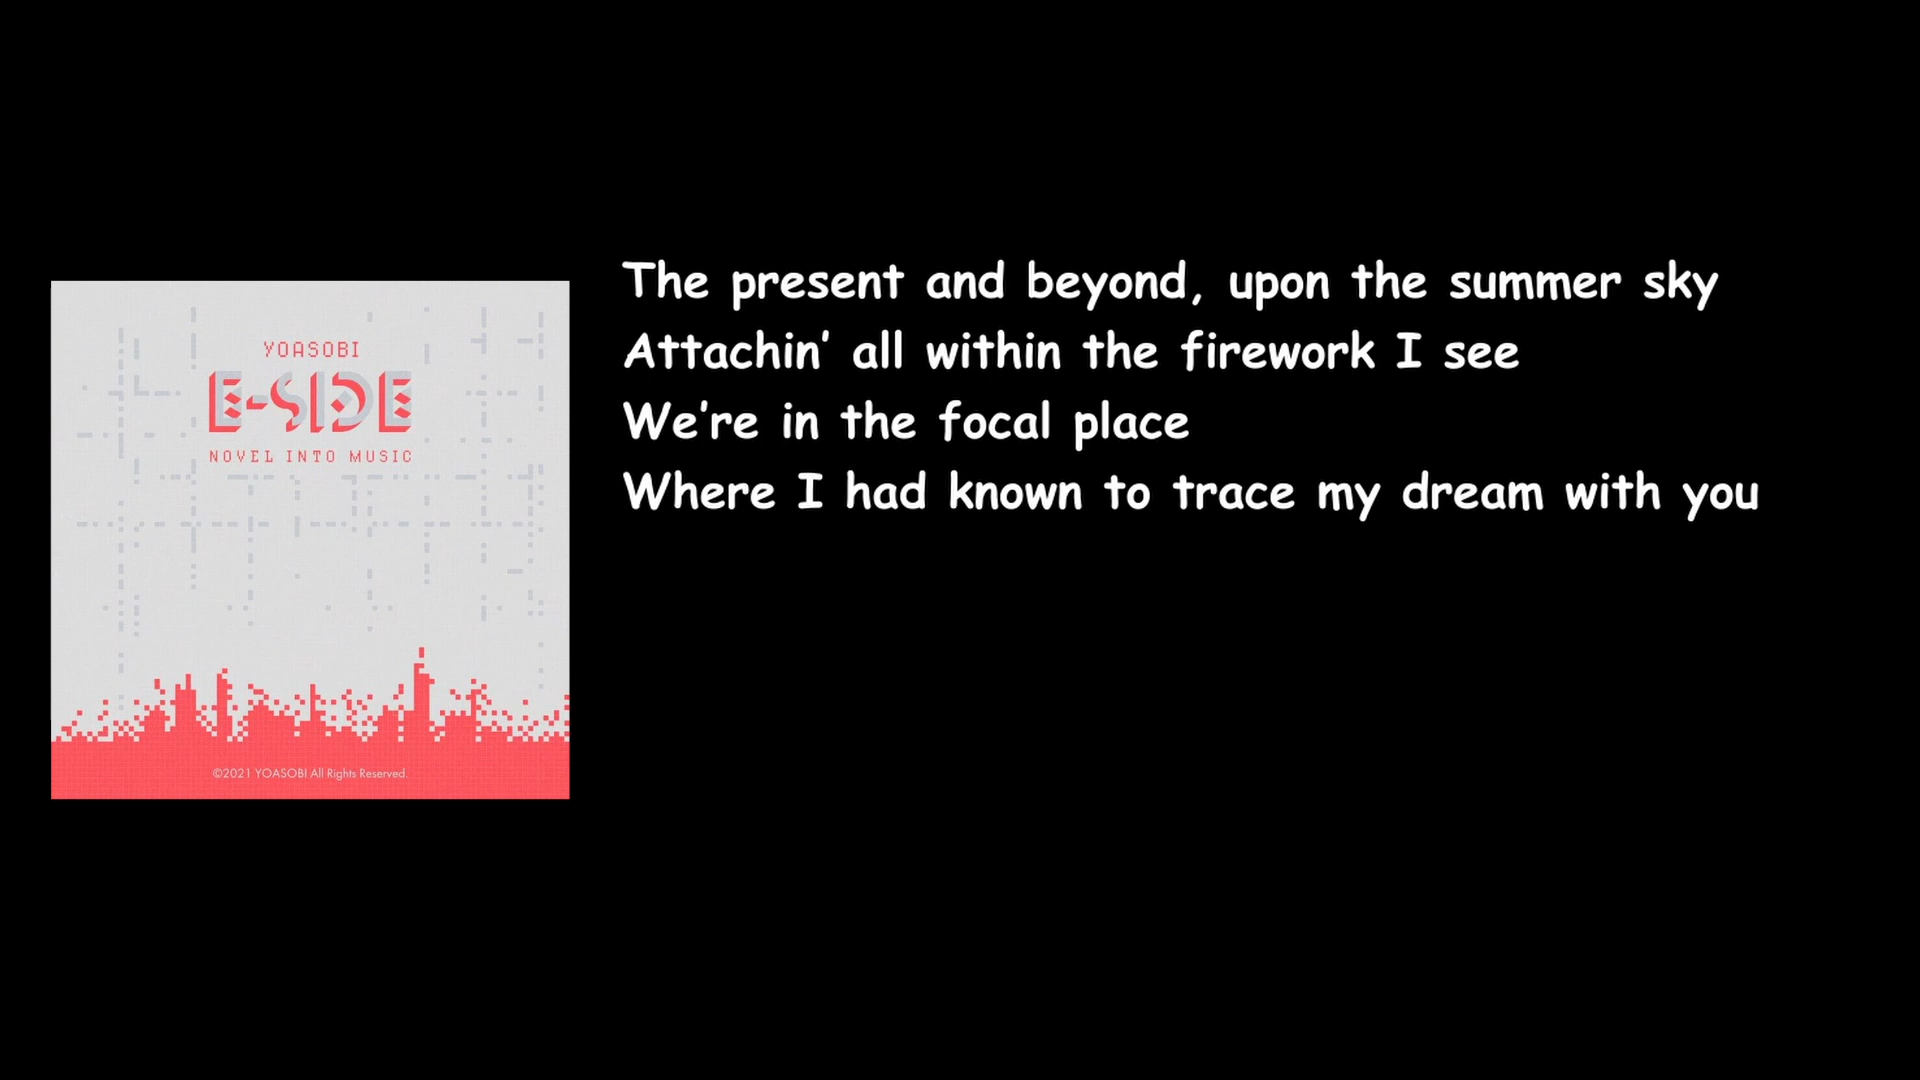 YOASOBI
E-SIDE
NOVEL INTO MUSIC
©2021 YOASOBI All Rights Reserved.
The present and beyond, upon the summer sky
Attachin' all within the firework I see
We're in the focal place
Where I had known to trace my dream with you